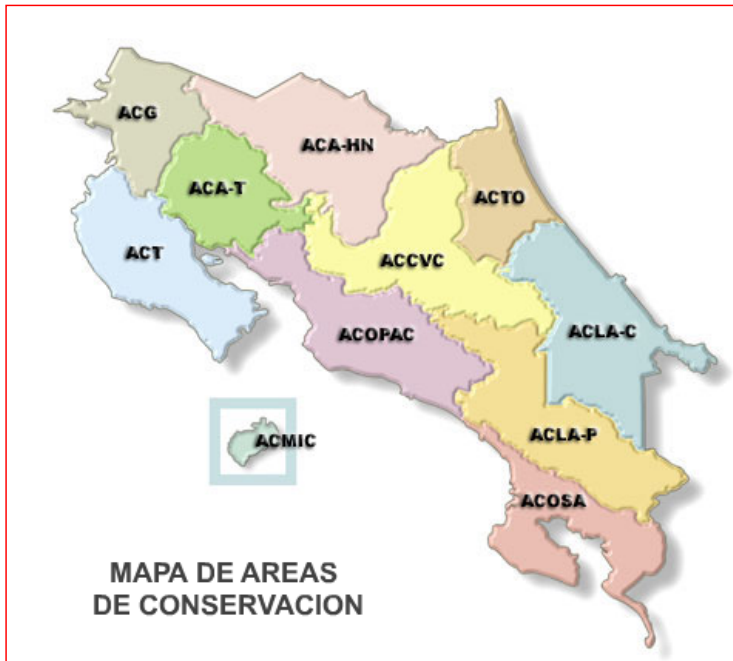 ACG
ACA-HN
ACA-T
ACTO
ACT
ACCVC
ACOPAC
ACLA-C
ACMIC
ACLA-P
ACOSA
MAPA DE AREAS
DE CONSERVACION